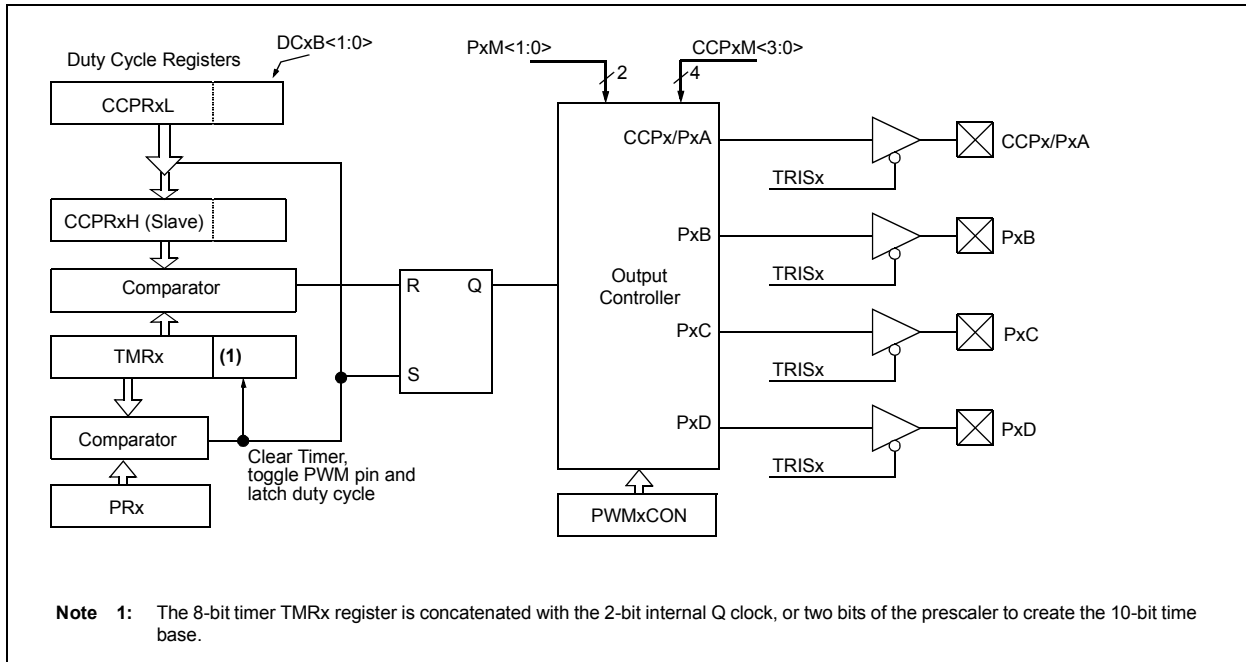 DCxB<1:0>
Duty Cycle Registers
CCPRxL
CCPRxH (Slave)
Comparator
TMRx
(1)
Comparator
PRx
Clear Timer,
toggle PWM pin and
latch duty cycle
R
Q
S
PxM<1:0>
2
CCPxM<3:0>
4
CCPx/PxA
PxB
Output
Controller
PxC
PxD
PWMxCON
TRISx
CCPx/PxA
TRISx
PxB
TRISx
PxC
TRISx
PxD
Note 1: The 8-bit timer TMRx register is concatenated with the 2-bit internal Q clock, or two bits of the prescaler to create the 10-bit time
base.